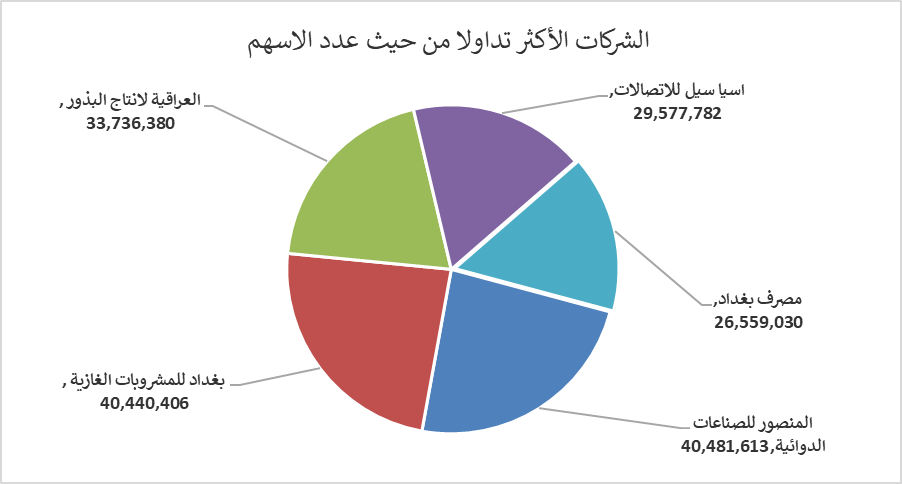 الشركات الأكثر تداولا من حيث عدد الاسهم
اسيا سيل للاتصالات,
29,577,782
العراقية لانتاج البذور ,
33,736,380
مصرف بغداد,
26,559,030
بغداد للمشروبات الغازية ,
40,440,406
المنصور للصناعات
الدوائية,40,481,613